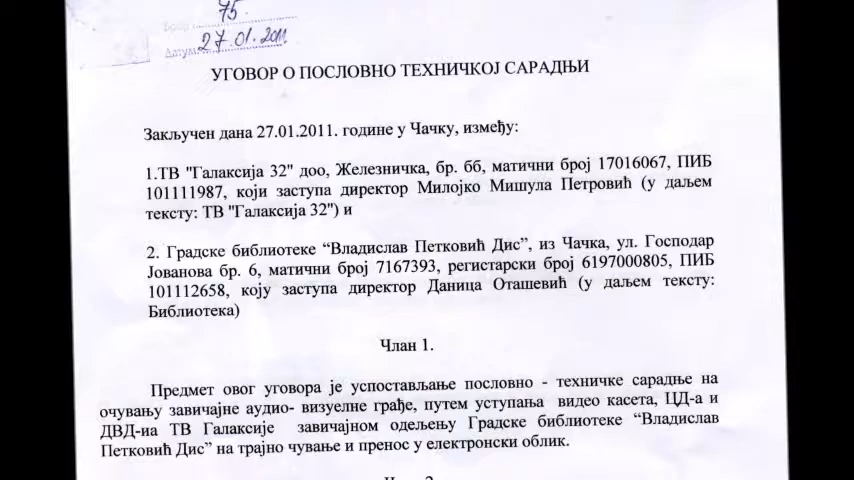 Број 75.
Датум 27.01.2011
УГОВОР О ПОСЛОВНО ТЕХНИЧКОЈ САРАДЊИ
Закључен дана 27.01.2011. године у Чачку, између:
1.ТВ "Галаксија 32" доо, Железничка, бр. бб, матични број 17016067, ПИБ
101111987, који заступа директор Милојко Мишула Петровић (у даљем
тексту: ТВ "Галаксија 32") и
2. Градске библиотеке “Владислав Петковић Дис”, из Чачка, ул. Господар
Јованова бр. 6, матични број 7167393, регистарски број 6197000805, ПИБ
101112658, коју заступа директор Даница Оташевић (у даљем тексту:
Библиотека)
Члан 1.
Предмет овог уговора је успостављање пословно - техничке сарадње на
очувању завичајне аудио- визуелне грађе, путем уступања видео касета, ЦД-а и
ДВД-иа ТВ Галаксије завичајном одељењу Градске библиотеке “Владислав
Петковић Дис” на трајно чување и пренос у електронски облик.